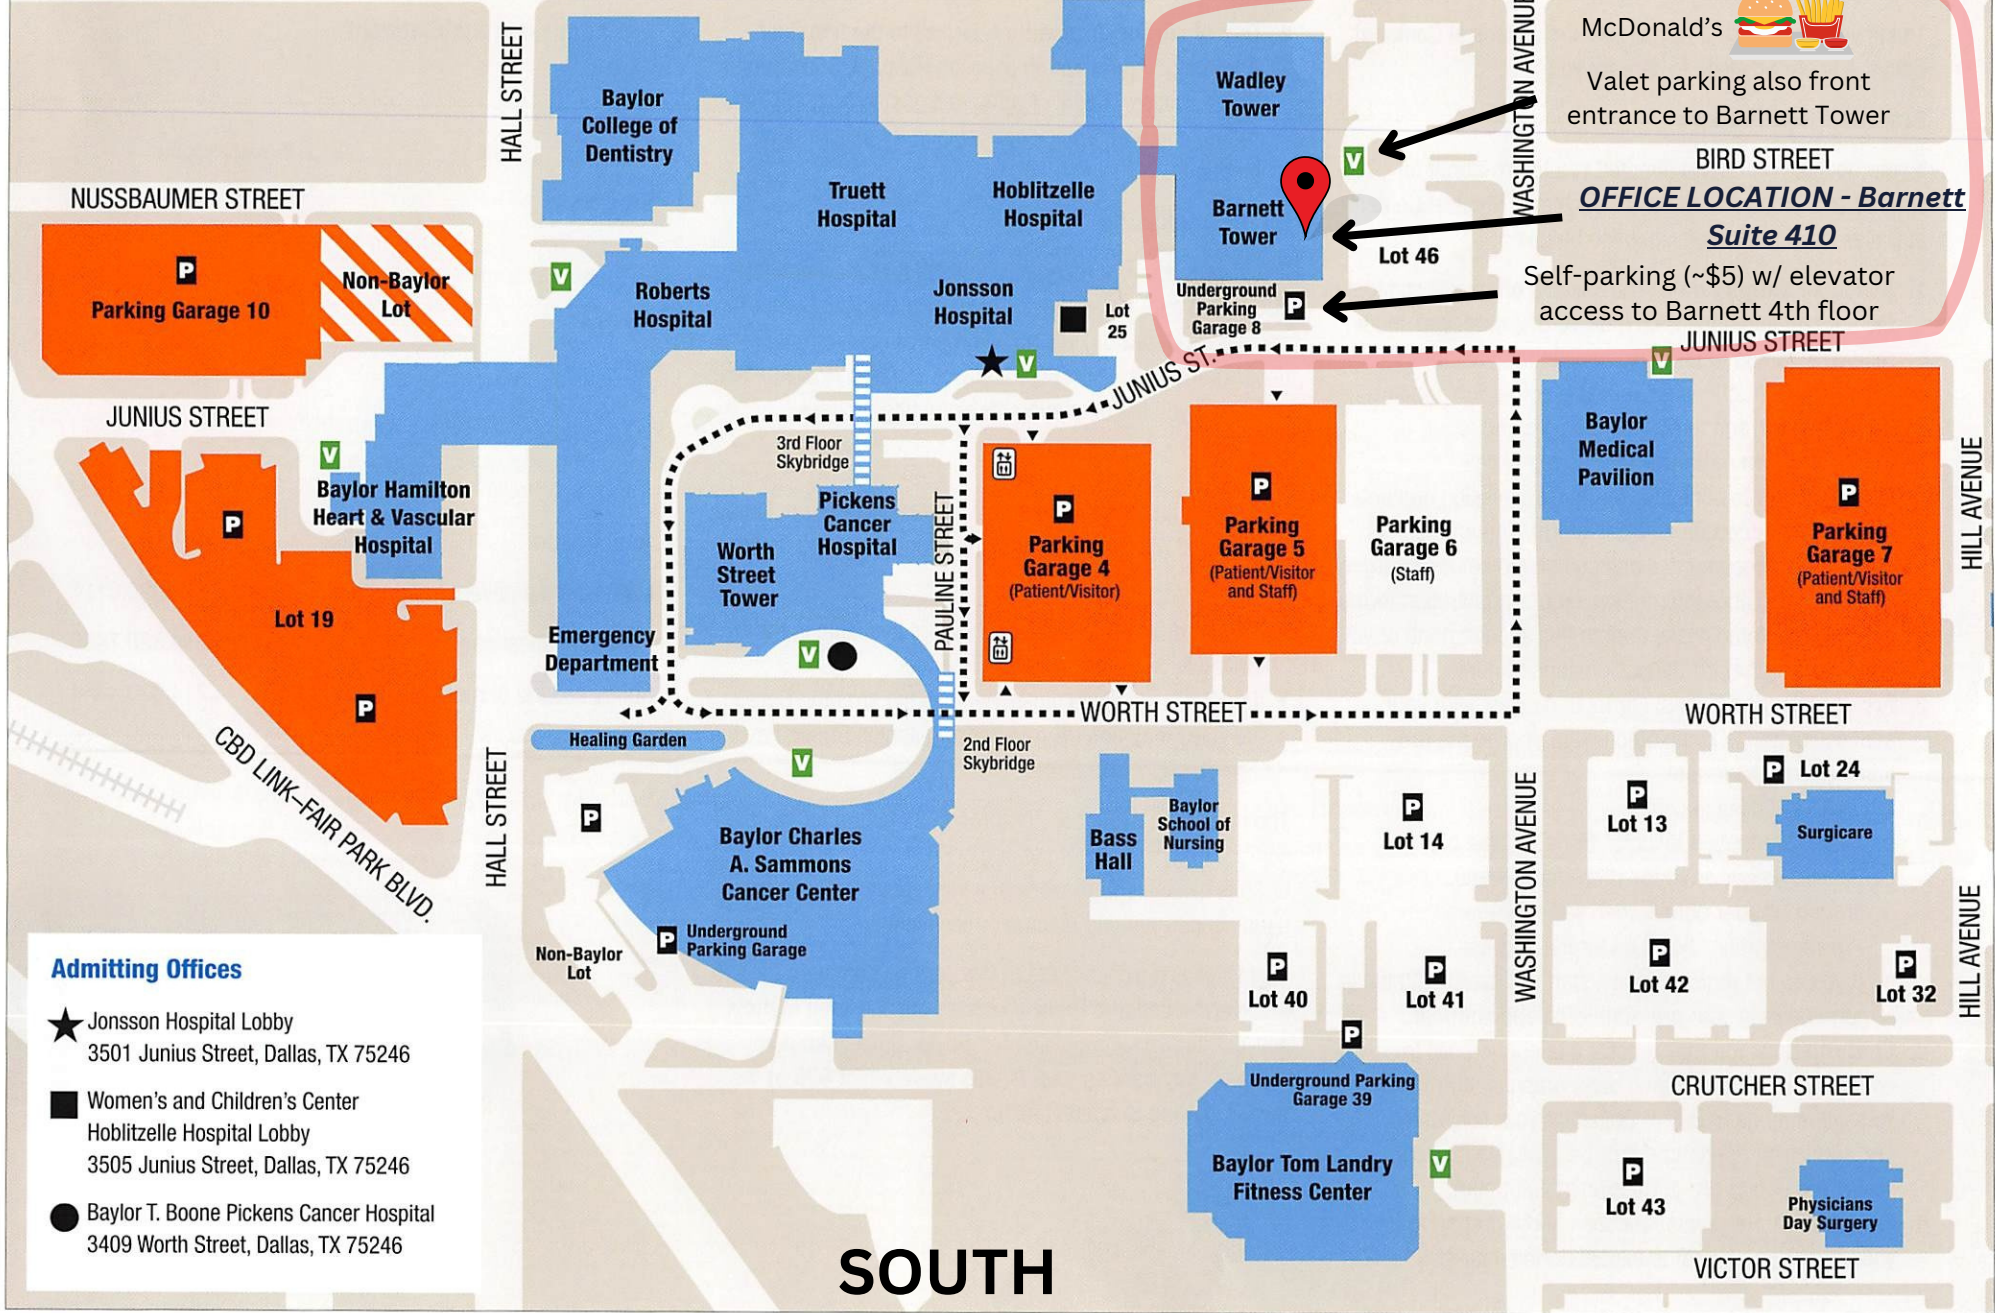 McDonald's
Valet parking also front
entrance to Barnett Tower
BIRD STREET
OFFICE LOCATION - Barnett
Suite 410
Self-parking (~$5) w/ elevator
access to Barnett 4th floor
JUNIUS STREET
WASHINGTON AVENUE
HALL STREET
Baylor
College of
Dentistry
Wadley
Tower
V
Truett
Hospital
Hoblitzelle
Hospital
Barnett
Tower
Lot 46
NUSSBAUMER STREET
P
Parking Garage 10
Non-Baylor
Lot
V
Roberts
Hospital
Jonsson
Hospital
Lot
25
Underground
Parking
Garage 8
P
V
JUNIUS ST.
V
JUNIUS STREET
V
3rd Floor
Skybridge
Baylor
Medical
Pavilion
Baylor Hamilton
Heart & Vascular
Hospital
P
Pickens
Cancer
Hospital
Worth
Street
Tower
PAULINE STREET
P
Parking
Garage 4
(Patient/Visitor)
P
Parking
Garage 5
(Patient/Visitor
and Staff)
Parking
Garage 6
(Staff)
P
Parking
Garage 7
(Patient/Visitor
and Staff)
HILL AVENUE
Lot 19
P
Emergency
Department
V
WORTH STREET
WORTH STREET
Healing Garden
V
2nd Floor
Skybridge
CBD LINK–FAIR PARK BLVD.
HALL STREET
P
Baylor Charles
A. Sammons
Cancer Center
P
Underground
Parking Garage
Non-Baylor
Lot
Bass
Hall
Baylor
School of
Nursing
P
Lot 14
WASHINGTON AVENUE
P
Lot 13
P
Lot 24
Surgicare
HILL AVENUE
P
Lot 40
P
Lot 41
P
Lot 42
P
Lot 32
P
Underground Parking
Garage 39
Baylor Tom Landry
Fitness Center
V
CRUTCHER STREET
P
Lot 43
Physicians
Day Surgery
VICTOR STREET
Admitting Offices
Jonsson Hospital Lobby
3501 Junius Street, Dallas, TX 75246
Women's and Children's Center
Hoblitzelle Hospital Lobby
3505 Junius Street, Dallas, TX 75246
Baylor T. Boone Pickens Cancer Hospital
3409 Worth Street, Dallas, TX 75246
SOUTH